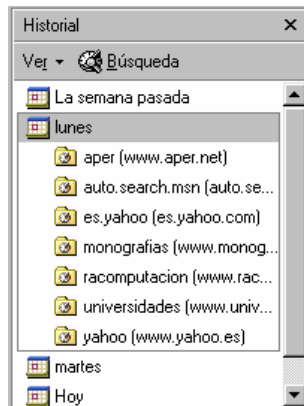 Historial
Ver Búsqueda
La semana pasada
lunes
aper (www.aper.net)
auto.search.msn (auto.se...
es.yahoo (es.yahoo.com)
monografias (www.monog...
racomputacion (www.rac...
universidades (www.univ...
yahoo (www.yahoo.es)
martes
Hoy